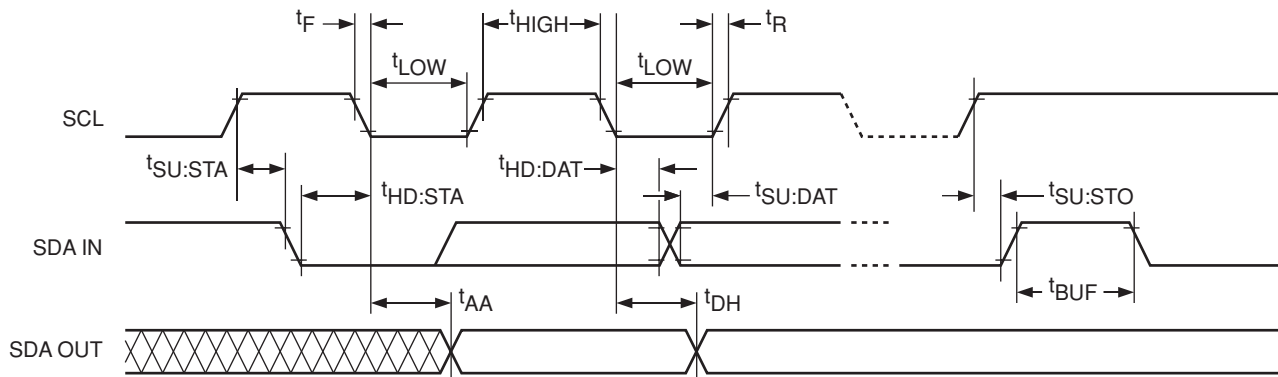 tF
tHIGH
tR
tLOW
tLOW
SCL
tSU:STA
tHD:STA
tHD:DAT
tSU:DAT
tSU:STO
SDA IN
tBUF
tAA
tDH
SDA OUT